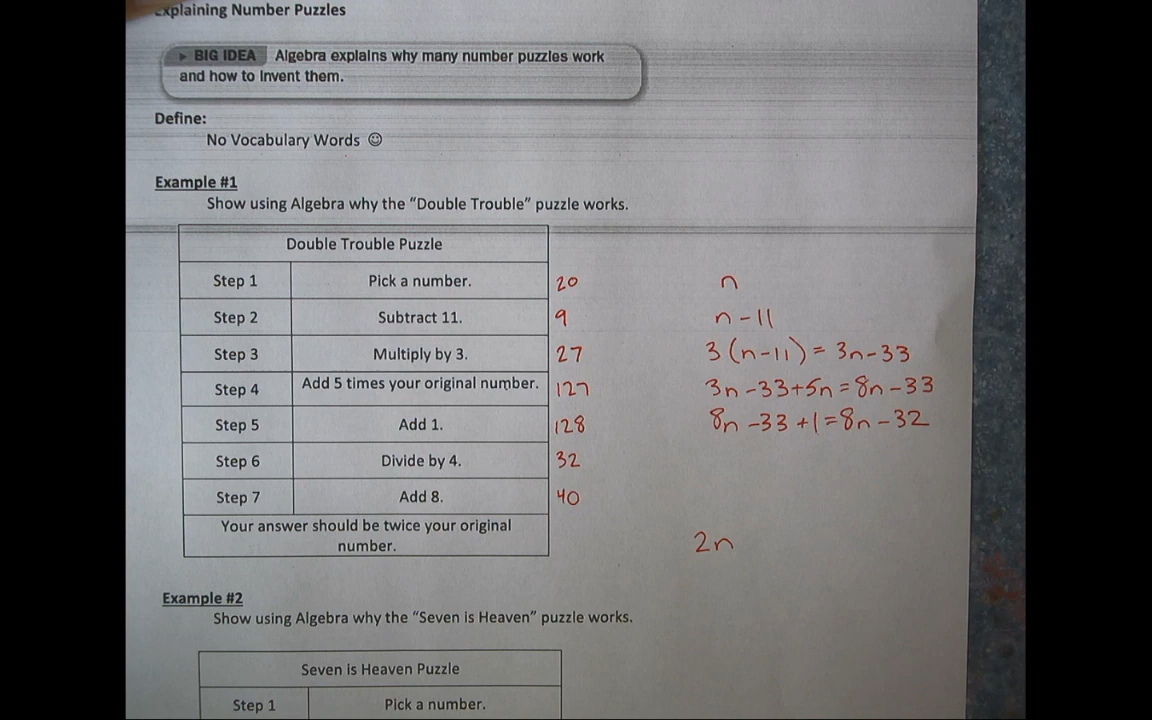 Explaining Number Puzzles
▸ BIG IDEA Algebra explains why many number puzzles work
and how to invent them.
Define:
No Vocabulary Words ☺
Example #1
Show using Algebra why the “Double Trouble” puzzle works.
Double Trouble Puzzle
Step 1 Pick a number. 20 n
Step 2 Subtract 11. 9 n - 11
Step 3 Multiply by 3. 27 3(n-11) = 3n-33
Step 4 Add 5 times your original number. 127 3n-33+5n = 8n-33
Step 5 Add 1. 128 8n-33+1 = 8n-32
Step 6 Divide by 4. 32
Step 7 Add 8. 40
Your answer should be twice your original
number. 2n
Example #2
Show using Algebra why the “Seven is Heaven” puzzle works.
Seven is Heaven Puzzle
Step 1 Pick a number.